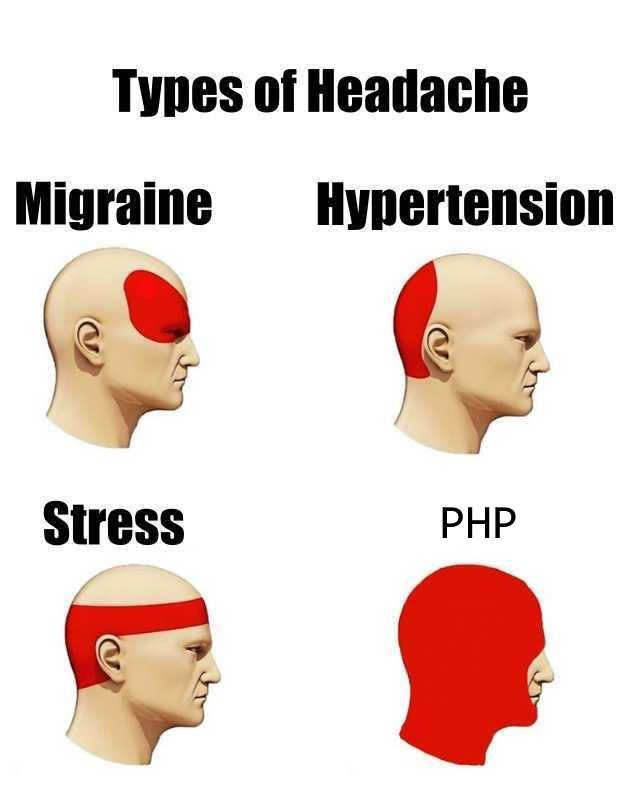 Types of Headache
Migraine
Hypertension
Stress
PHP